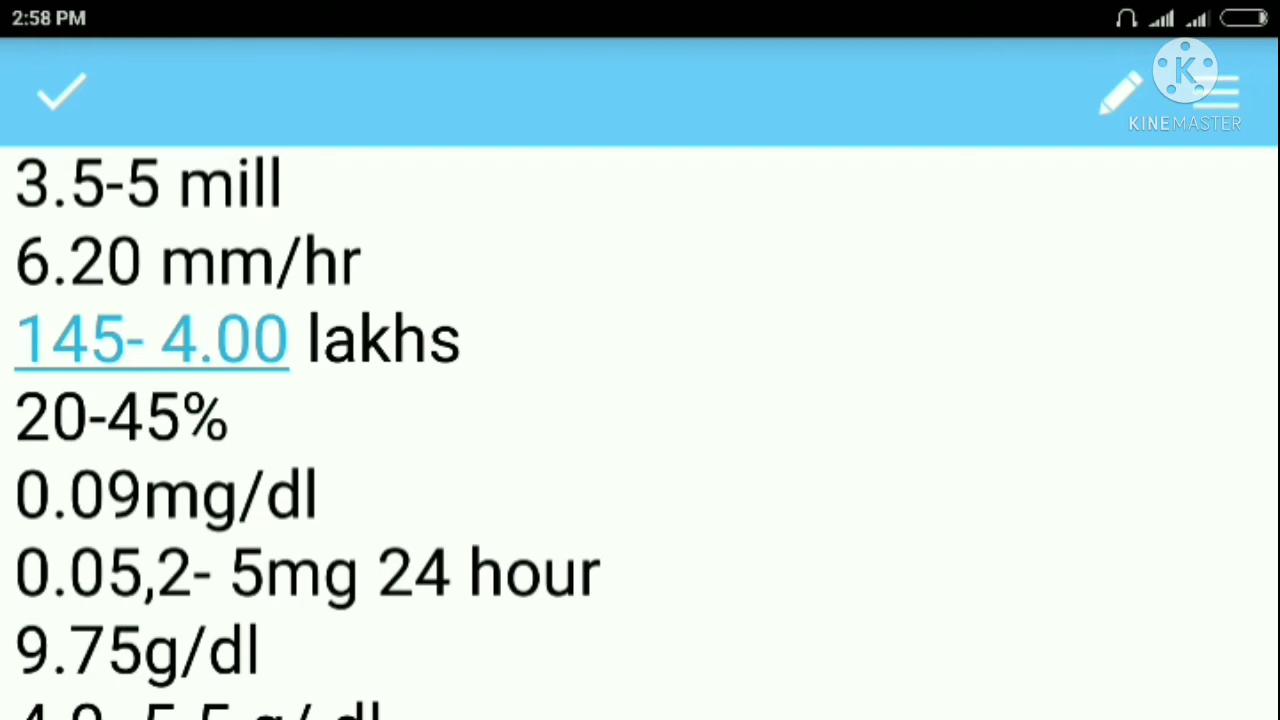 2:58 PM
K
KINEMASTER
3.5-5 mill
6.20 mm/hr
145- 4.00 lakhs
20-45%
0.09mg/dl
0.05,2- 5mg 24 hour
9.75g/dl